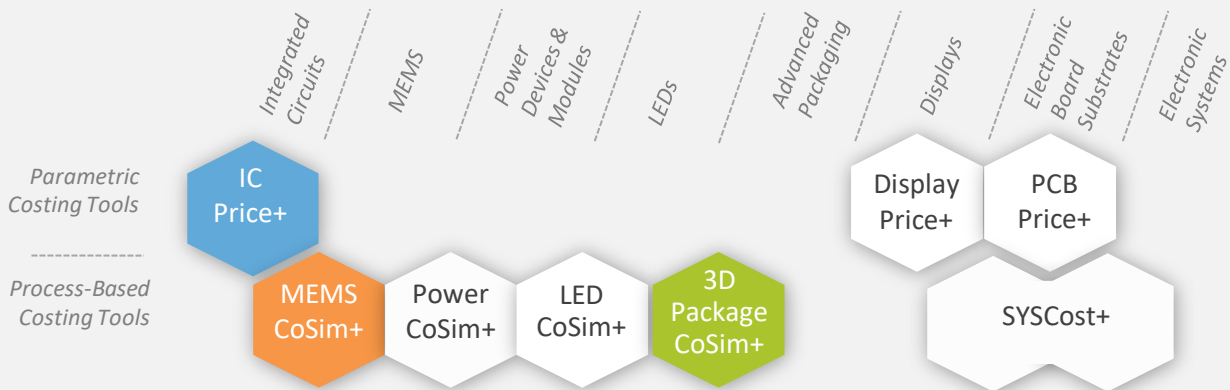 Integrated
Circuits
MEMS
Power
Devices &
Modules
LEDs
Advanced
Packaging
Displays
Electronic
Board
Substrates
Electronic
Systems
Parametric
Costing Tools
IC
Price+
Display
Price+
PCB
Price+
Process-Based
Costing Tools
MEMS
CoSim+
Power
CoSim+
LED
CoSim+
3D
Package
CoSim+
SYSCost+